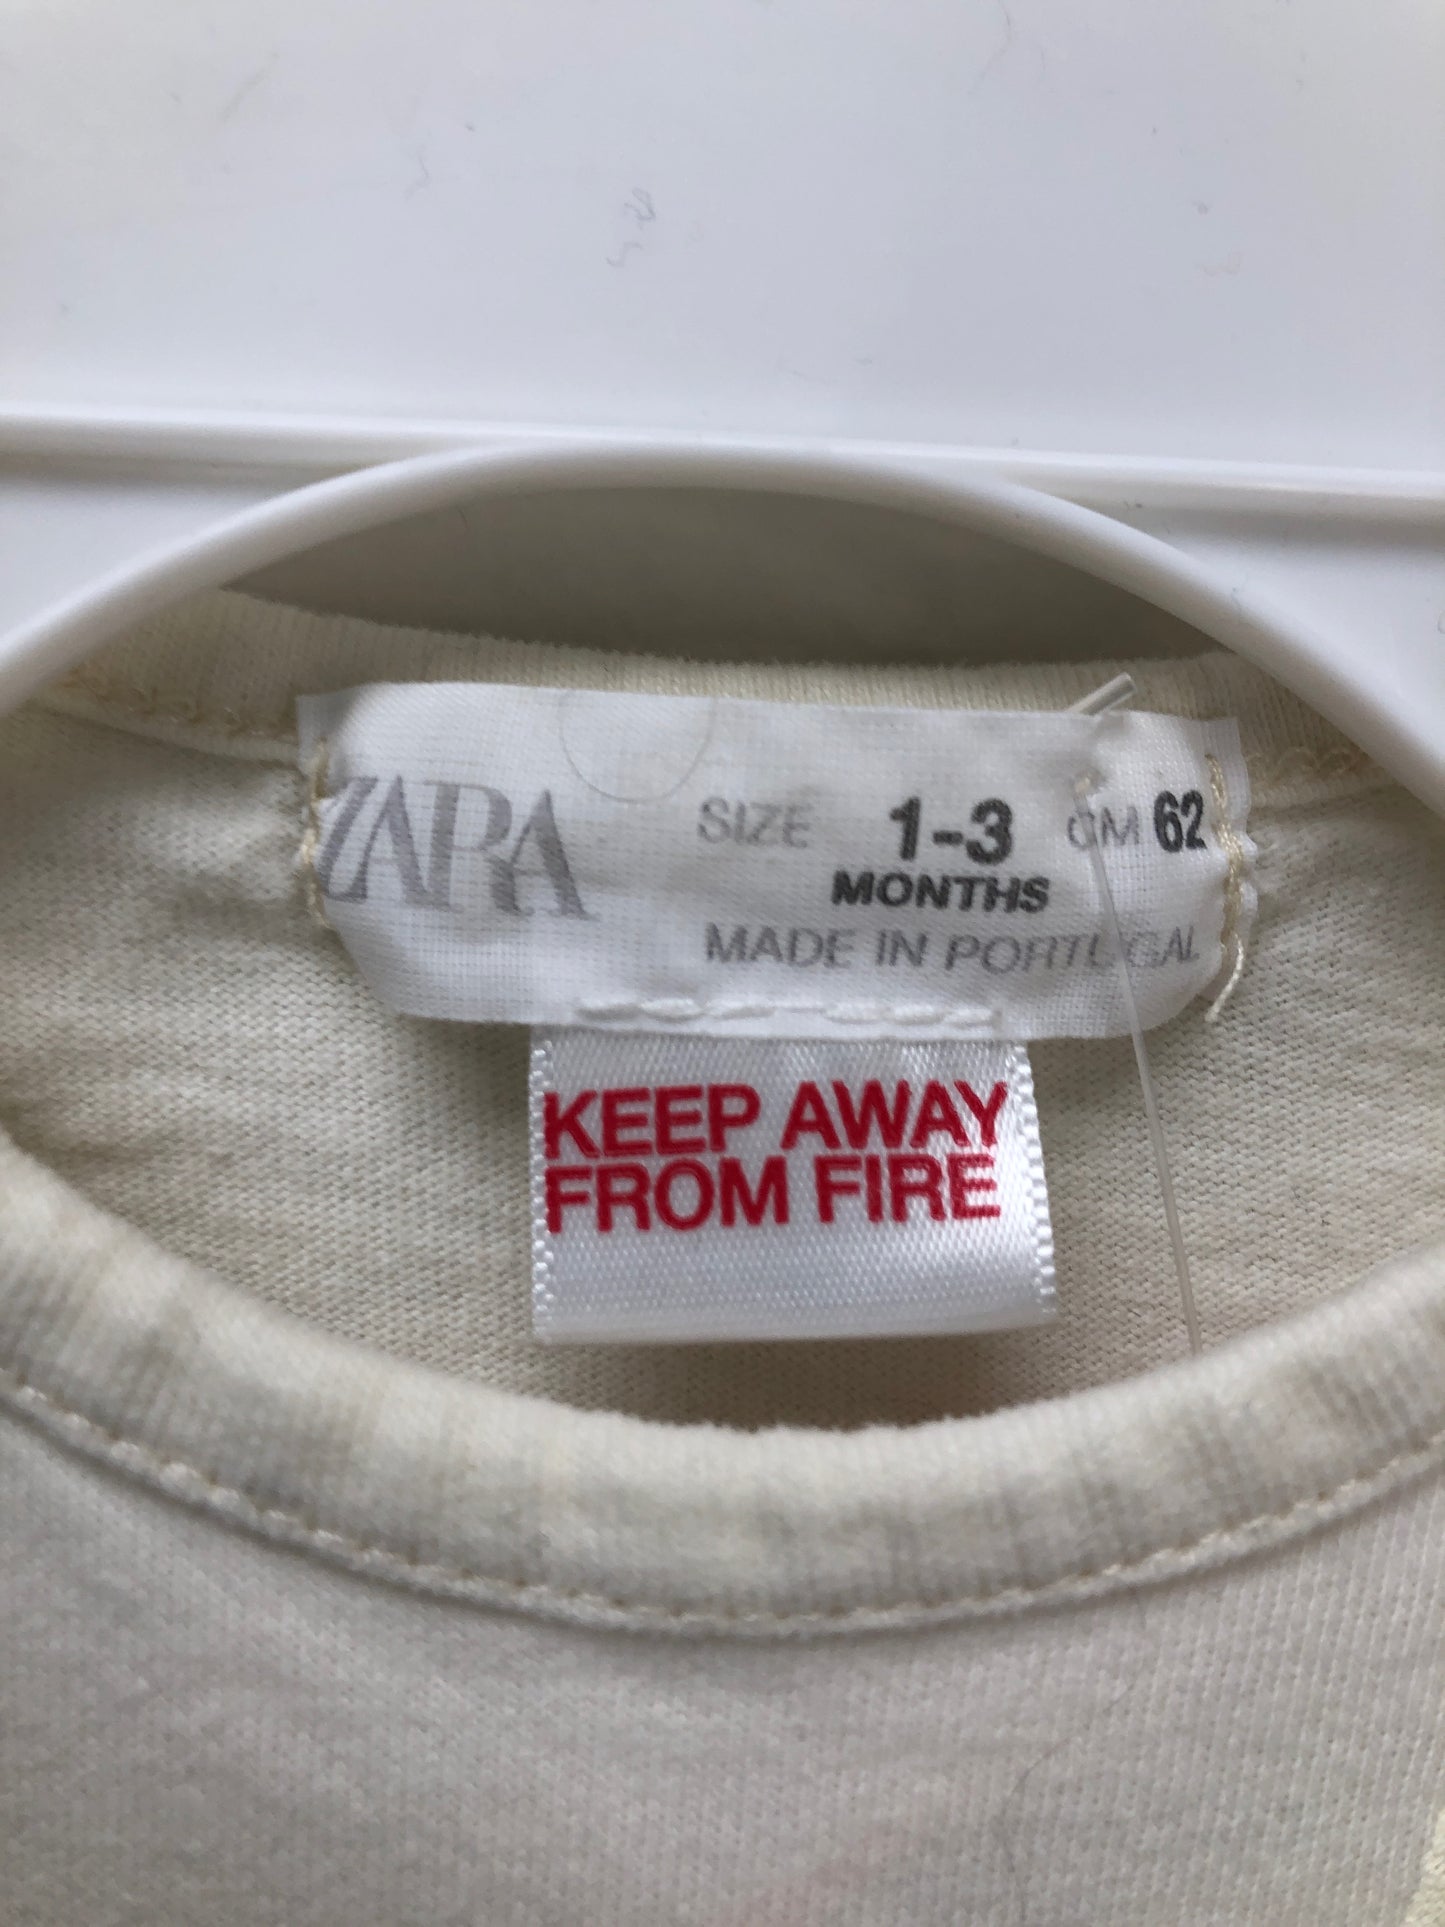 ZARA
SIZE 1-3 CM 62
MONTHS
MADE IN PORTUGAL
KEEP AWAY
FROM FIRE